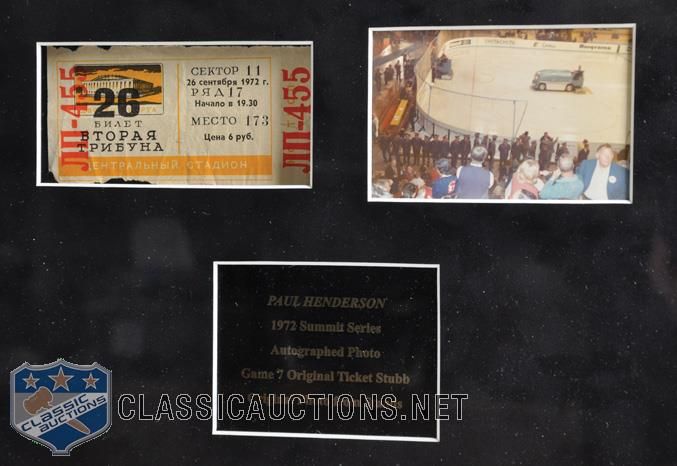 ЛП-455
26
БИЛЕТ
ВТОРАЯ
ТРИБУНА
ЦЕНТРАЛЬНЫЙ СТАДИОН
СЕКТОР 11
26 сентября 1972 г.
РЯД 17
Начало в 19.30
МЕСТО 173
Цена 6 руб.
ЛП-455
Husqvarna
PAUL HENDERSON
1972 Summit Series
Autographed Photo
Game 7 Original Ticket Stubb
CLASSIC
AUCTIONS
CLASSICAUCTIONS.NET